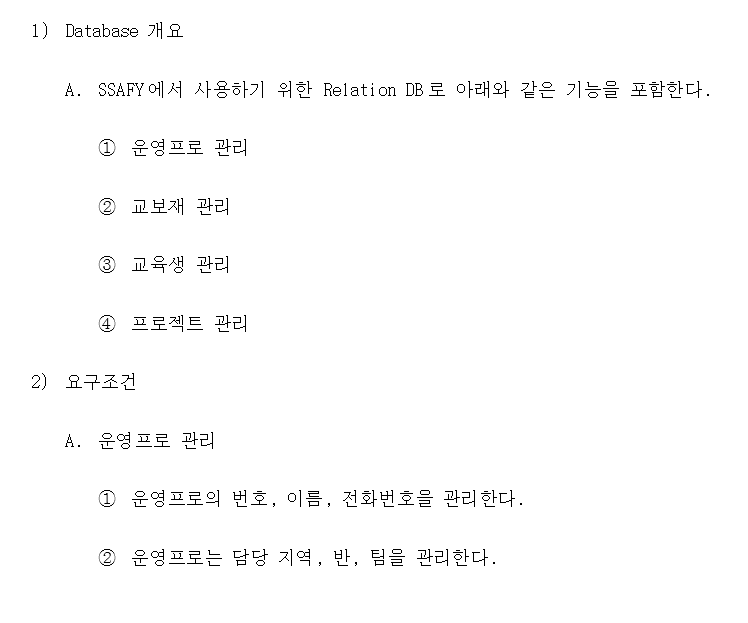 1) Database 개요
A. SSAFY에서 사용하기 위한 Relation DB로 아래와 같은 기능을 포함한다.
① 운영프로 관리
② 교보재 관리
③ 교육생 관리
④ 프로젝트 관리
2) 요구조건
A. 운영프로 관리
① 운영프로의 번호, 이름, 전화번호을 관리한다.
② 운영프로는 담당 지역, 반, 팀을 관리한다.